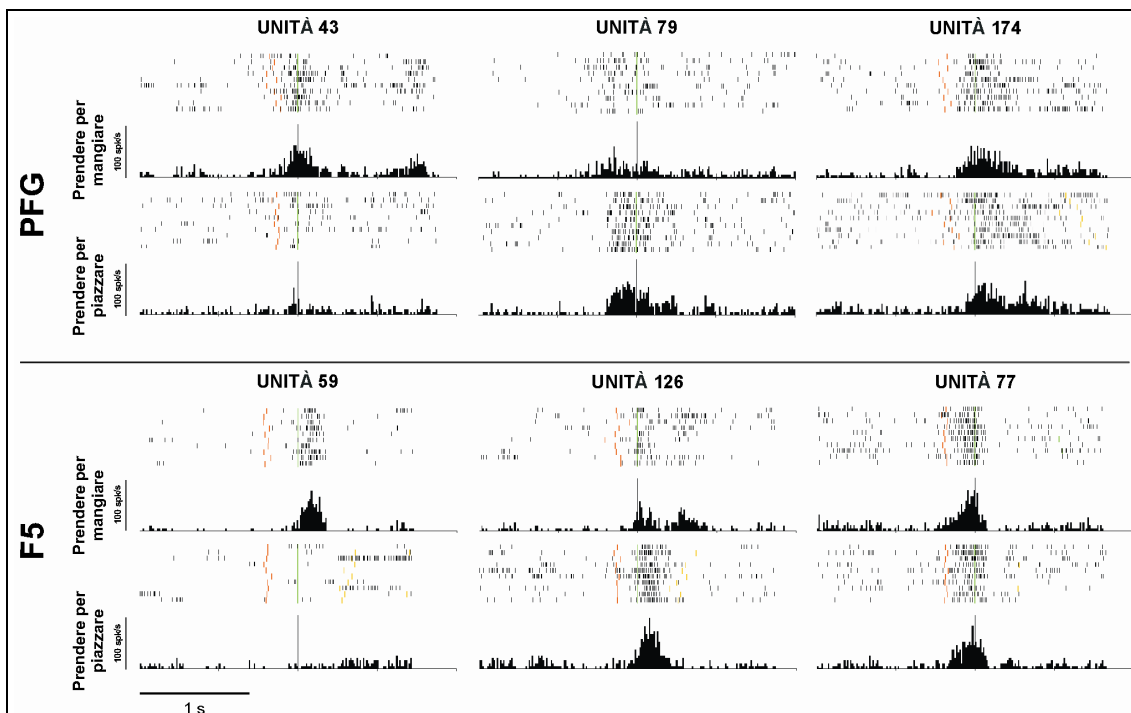 UNITÀ 43
UNITÀ 79
UNITÀ 174
PFG
Prendere per
mangiare
100 spk/s
Prendere per
piazzare
100 spk/s
UNITÀ 59
UNITÀ 126
UNITÀ 77
F5
Prendere per
mangiare
100 spk/s
Prendere per
piazzare
100 spk/s
1 s